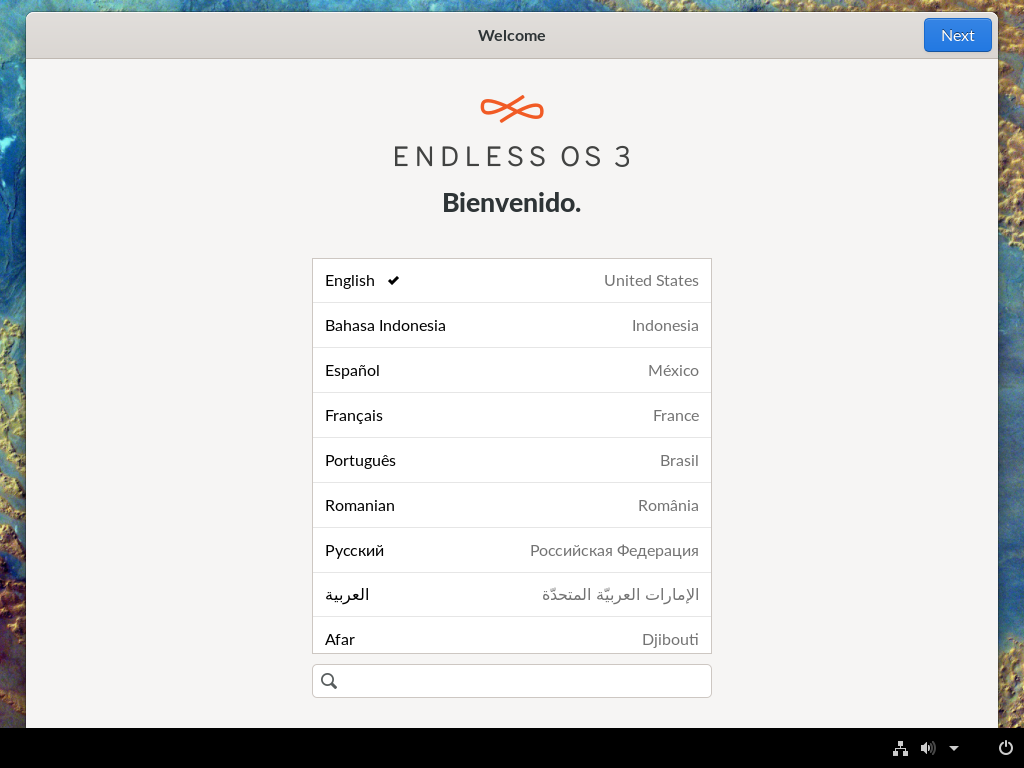 Welcome
Next
ENDLESS OS 3
Bienvenido.
English United States
Bahasa Indonesia Indonesia
Español México
Français France
Português Brasil
Romanian România
Русский Российская Федерация
العربية الإمارات العربيّة المتحدّة
Afar Djibouti